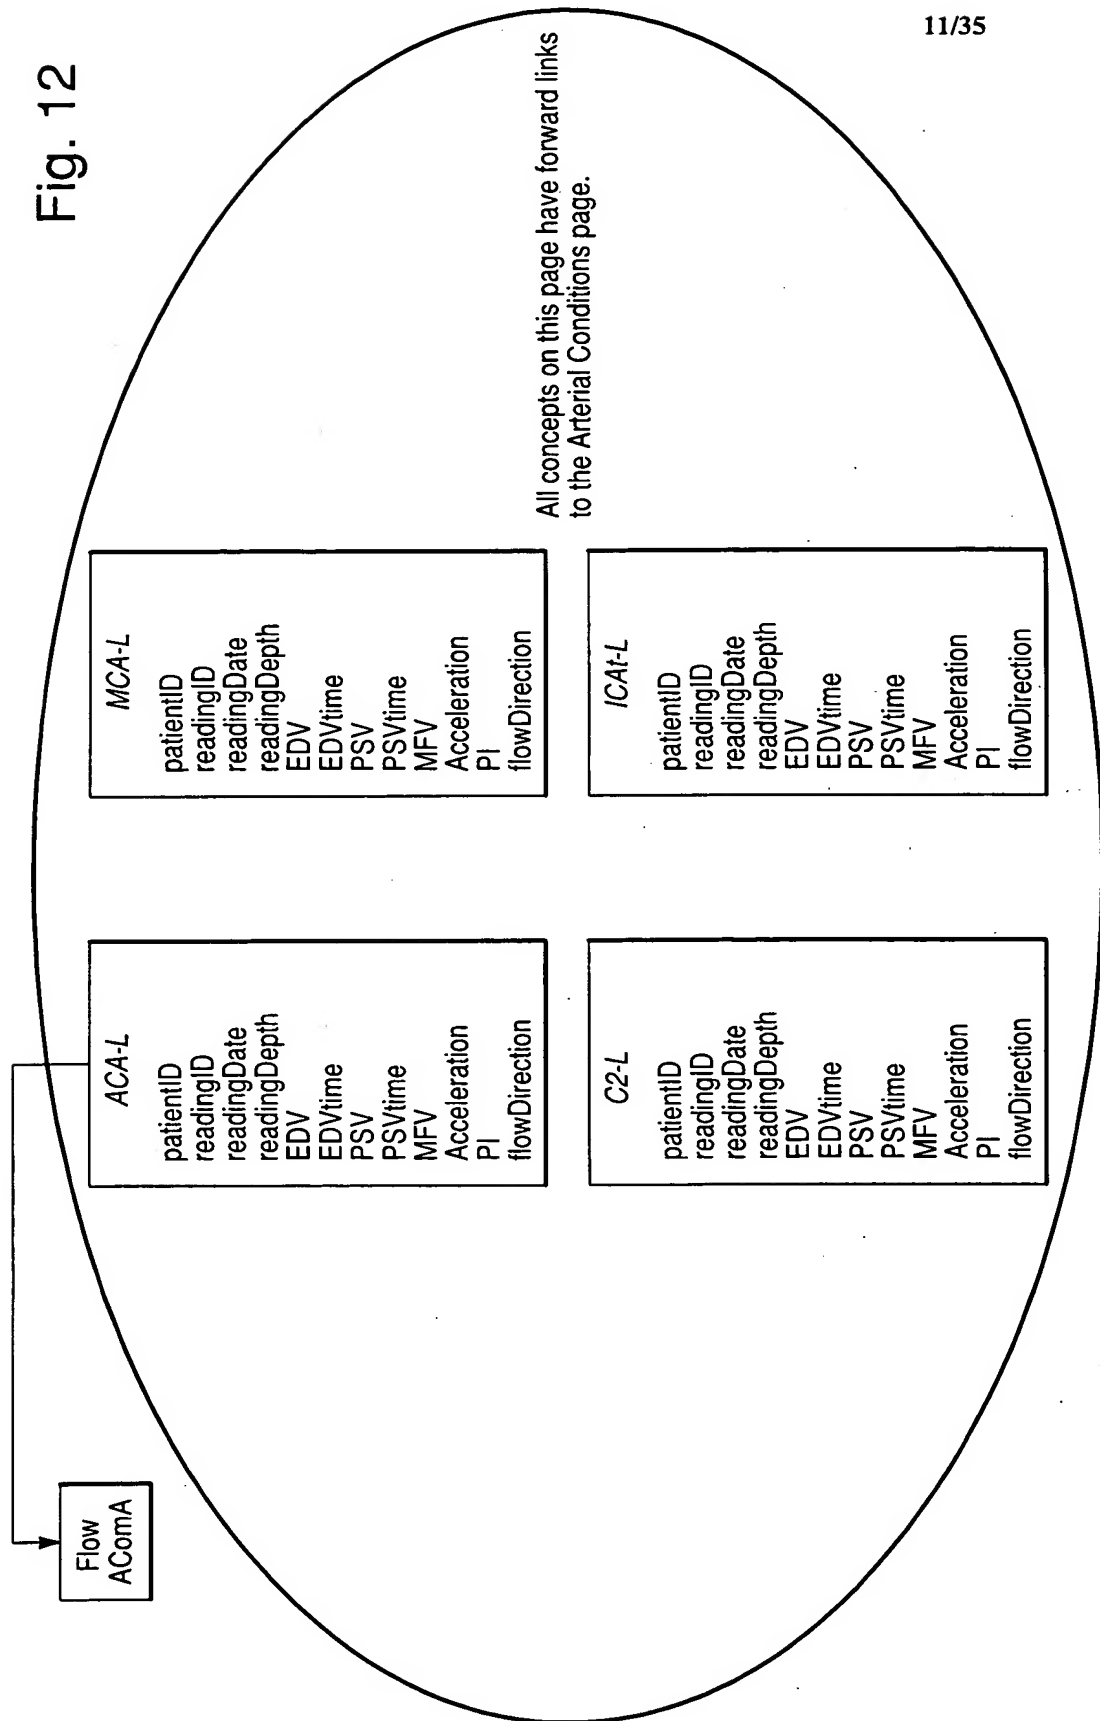 11/35
Fig. 12
Flow
AComA
ACA-L
patientID
readingID
readingDate
readingDepth
EDV
EDVtime
PSV
PSVtime
MFV
Acceleration
PI
flowDirection
MCA-L
patientID
readingID
readingDate
readingDepth
EDV
EDVtime
PSV
PSVtime
MFV
Acceleration
PI
flowDirection
All concepts on this page have forward links
to the Arterial Conditions page.
C2-L
patientID
readingID
readingDate
readingDepth
EDV
EDVtime
PSV
PSVtime
MFV
Acceleration
PI
flowDirection
ICAt-L
patientID
readingID
readingDate
readingDepth
EDV
EDVtime
PSV
PSVtime
MFV
Acceleration
PI
flowDirection